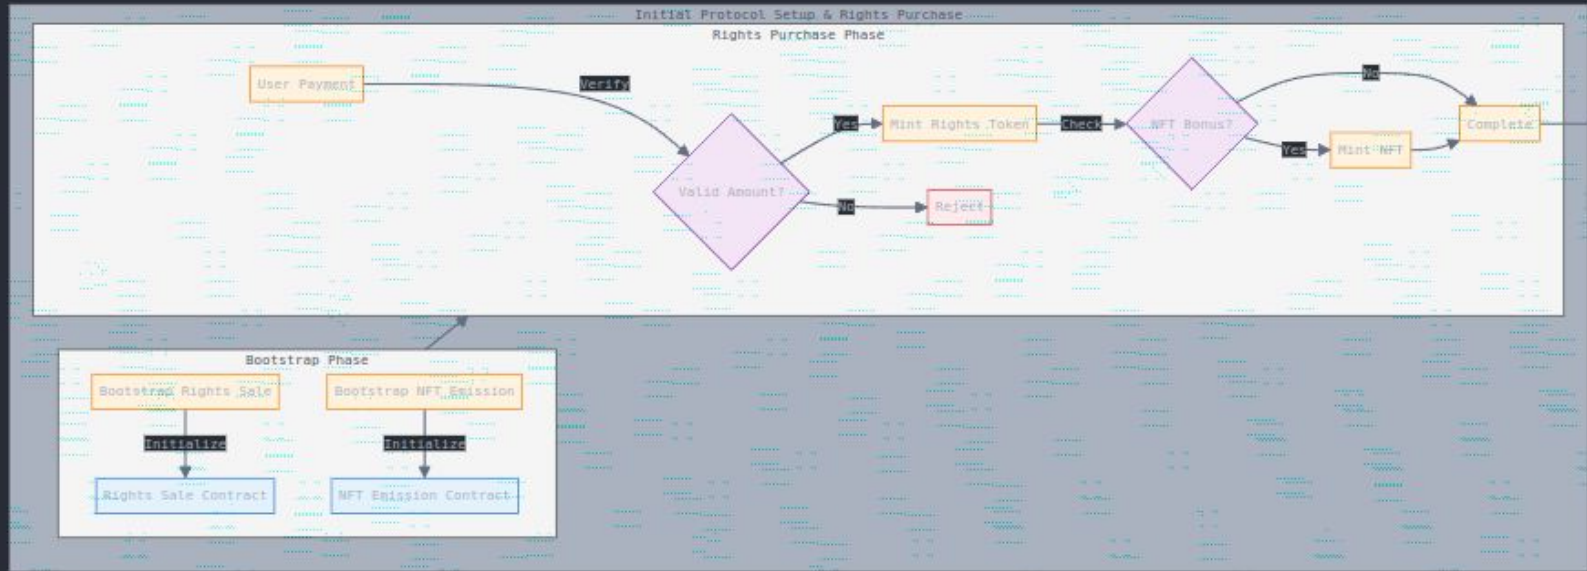 Initial Protocol Setup & Rights Purchase
Rights Purchase Phase
User Payment
Verify
Valid Amount?
Yes
Mint Rights Token
Check
NFT Bonus?
No
Yes
Mint NFT
Complete
No
Reject
Bootstrap Phase
Bootstrap Rights Sale
Bootstrap NFT Emission
Initialize
Initialize
Rights Sale Contract
NFT Emission Contract